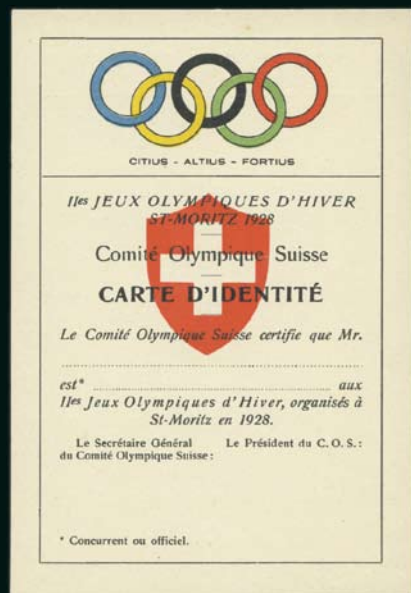 CITIUS - ALTIUS - FORTIUS
IIes JEUX OLYMPIQUES D'HIVER
ST-MORITZ 1928
Comité Olympique Suisse
CARTE D'IDENTITÉ
Le Comité Olympique Suisse certifie que Mr.
est* aux
IIes Jeux Olympiques d'Hiver, organisés à
St-Moritz en 1928.
Le Secrétaire Général
du Comité Olympique Suisse :
Le Président du C. O. S. :
* Concurrent ou officiel.